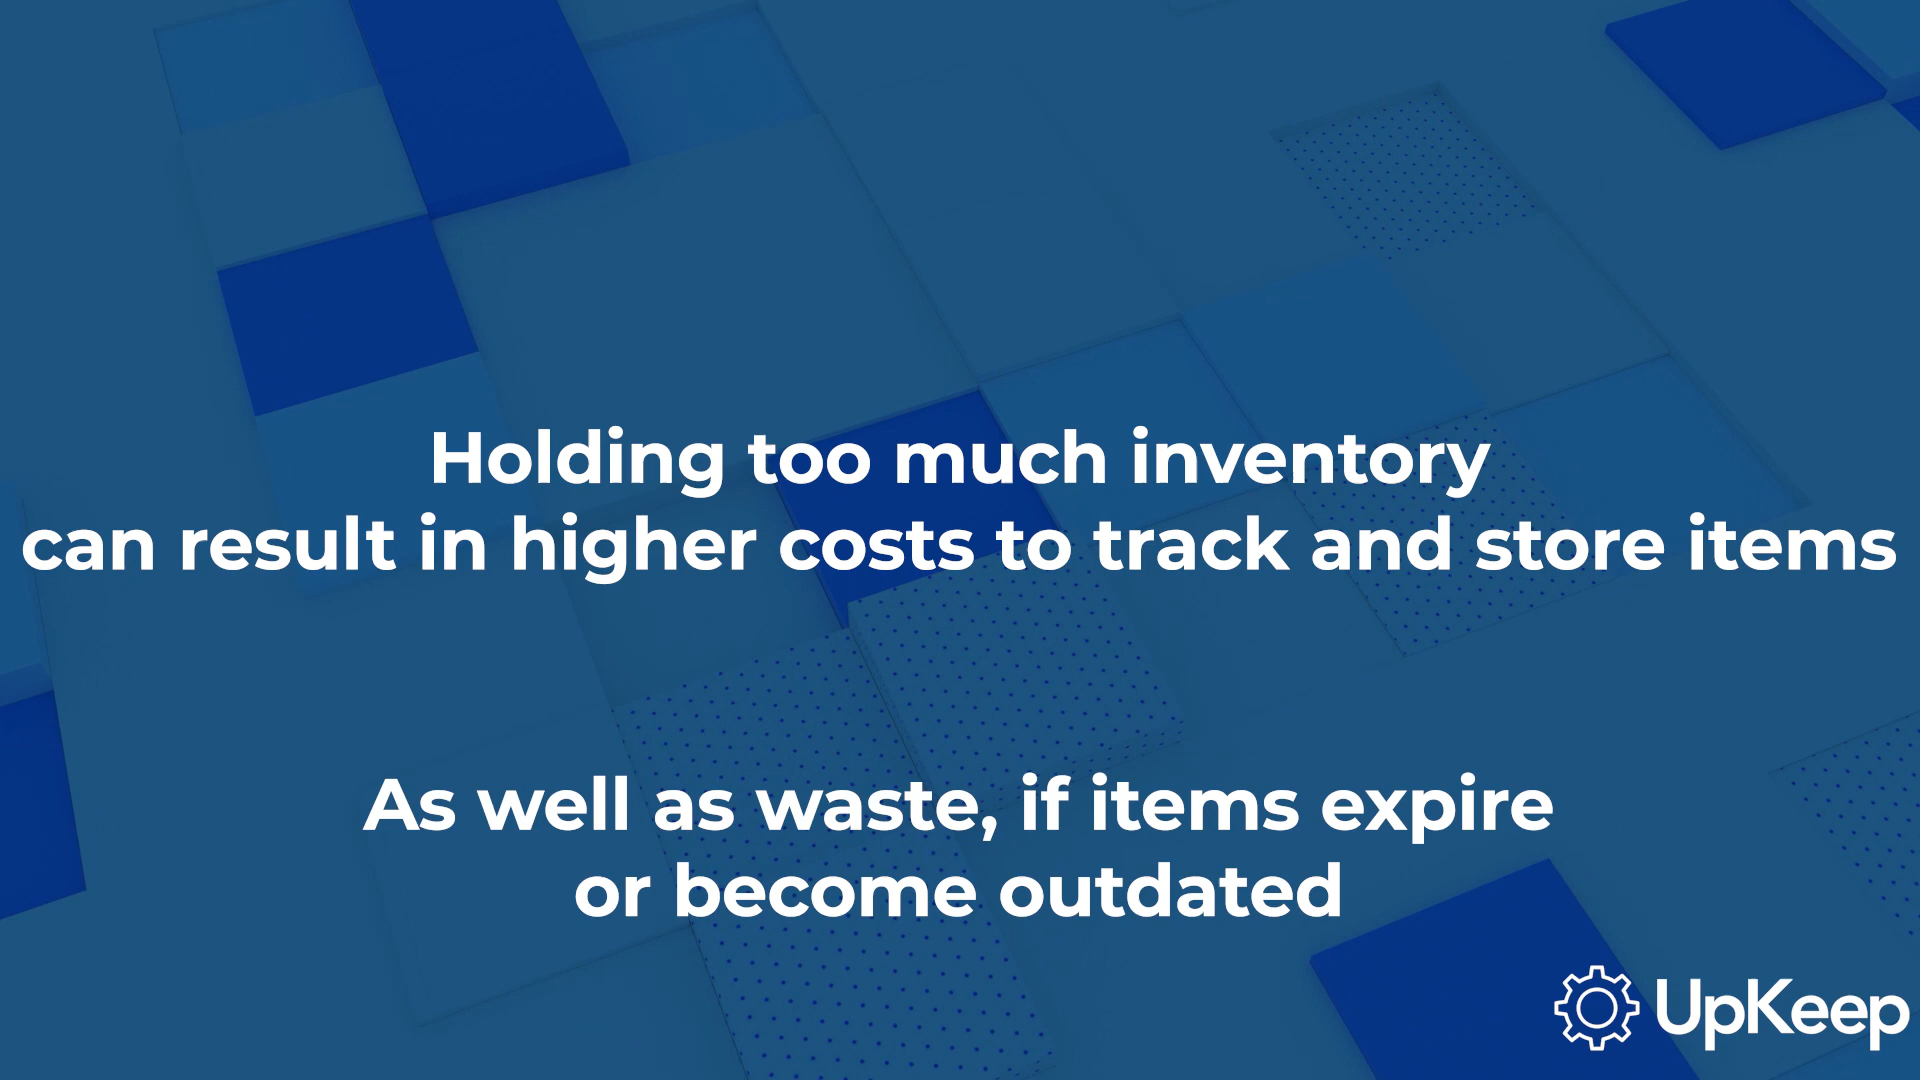 Holding too much inventory
can result in higher costs to track and store items
As well as waste, if items expire
or become outdated
UpKeep